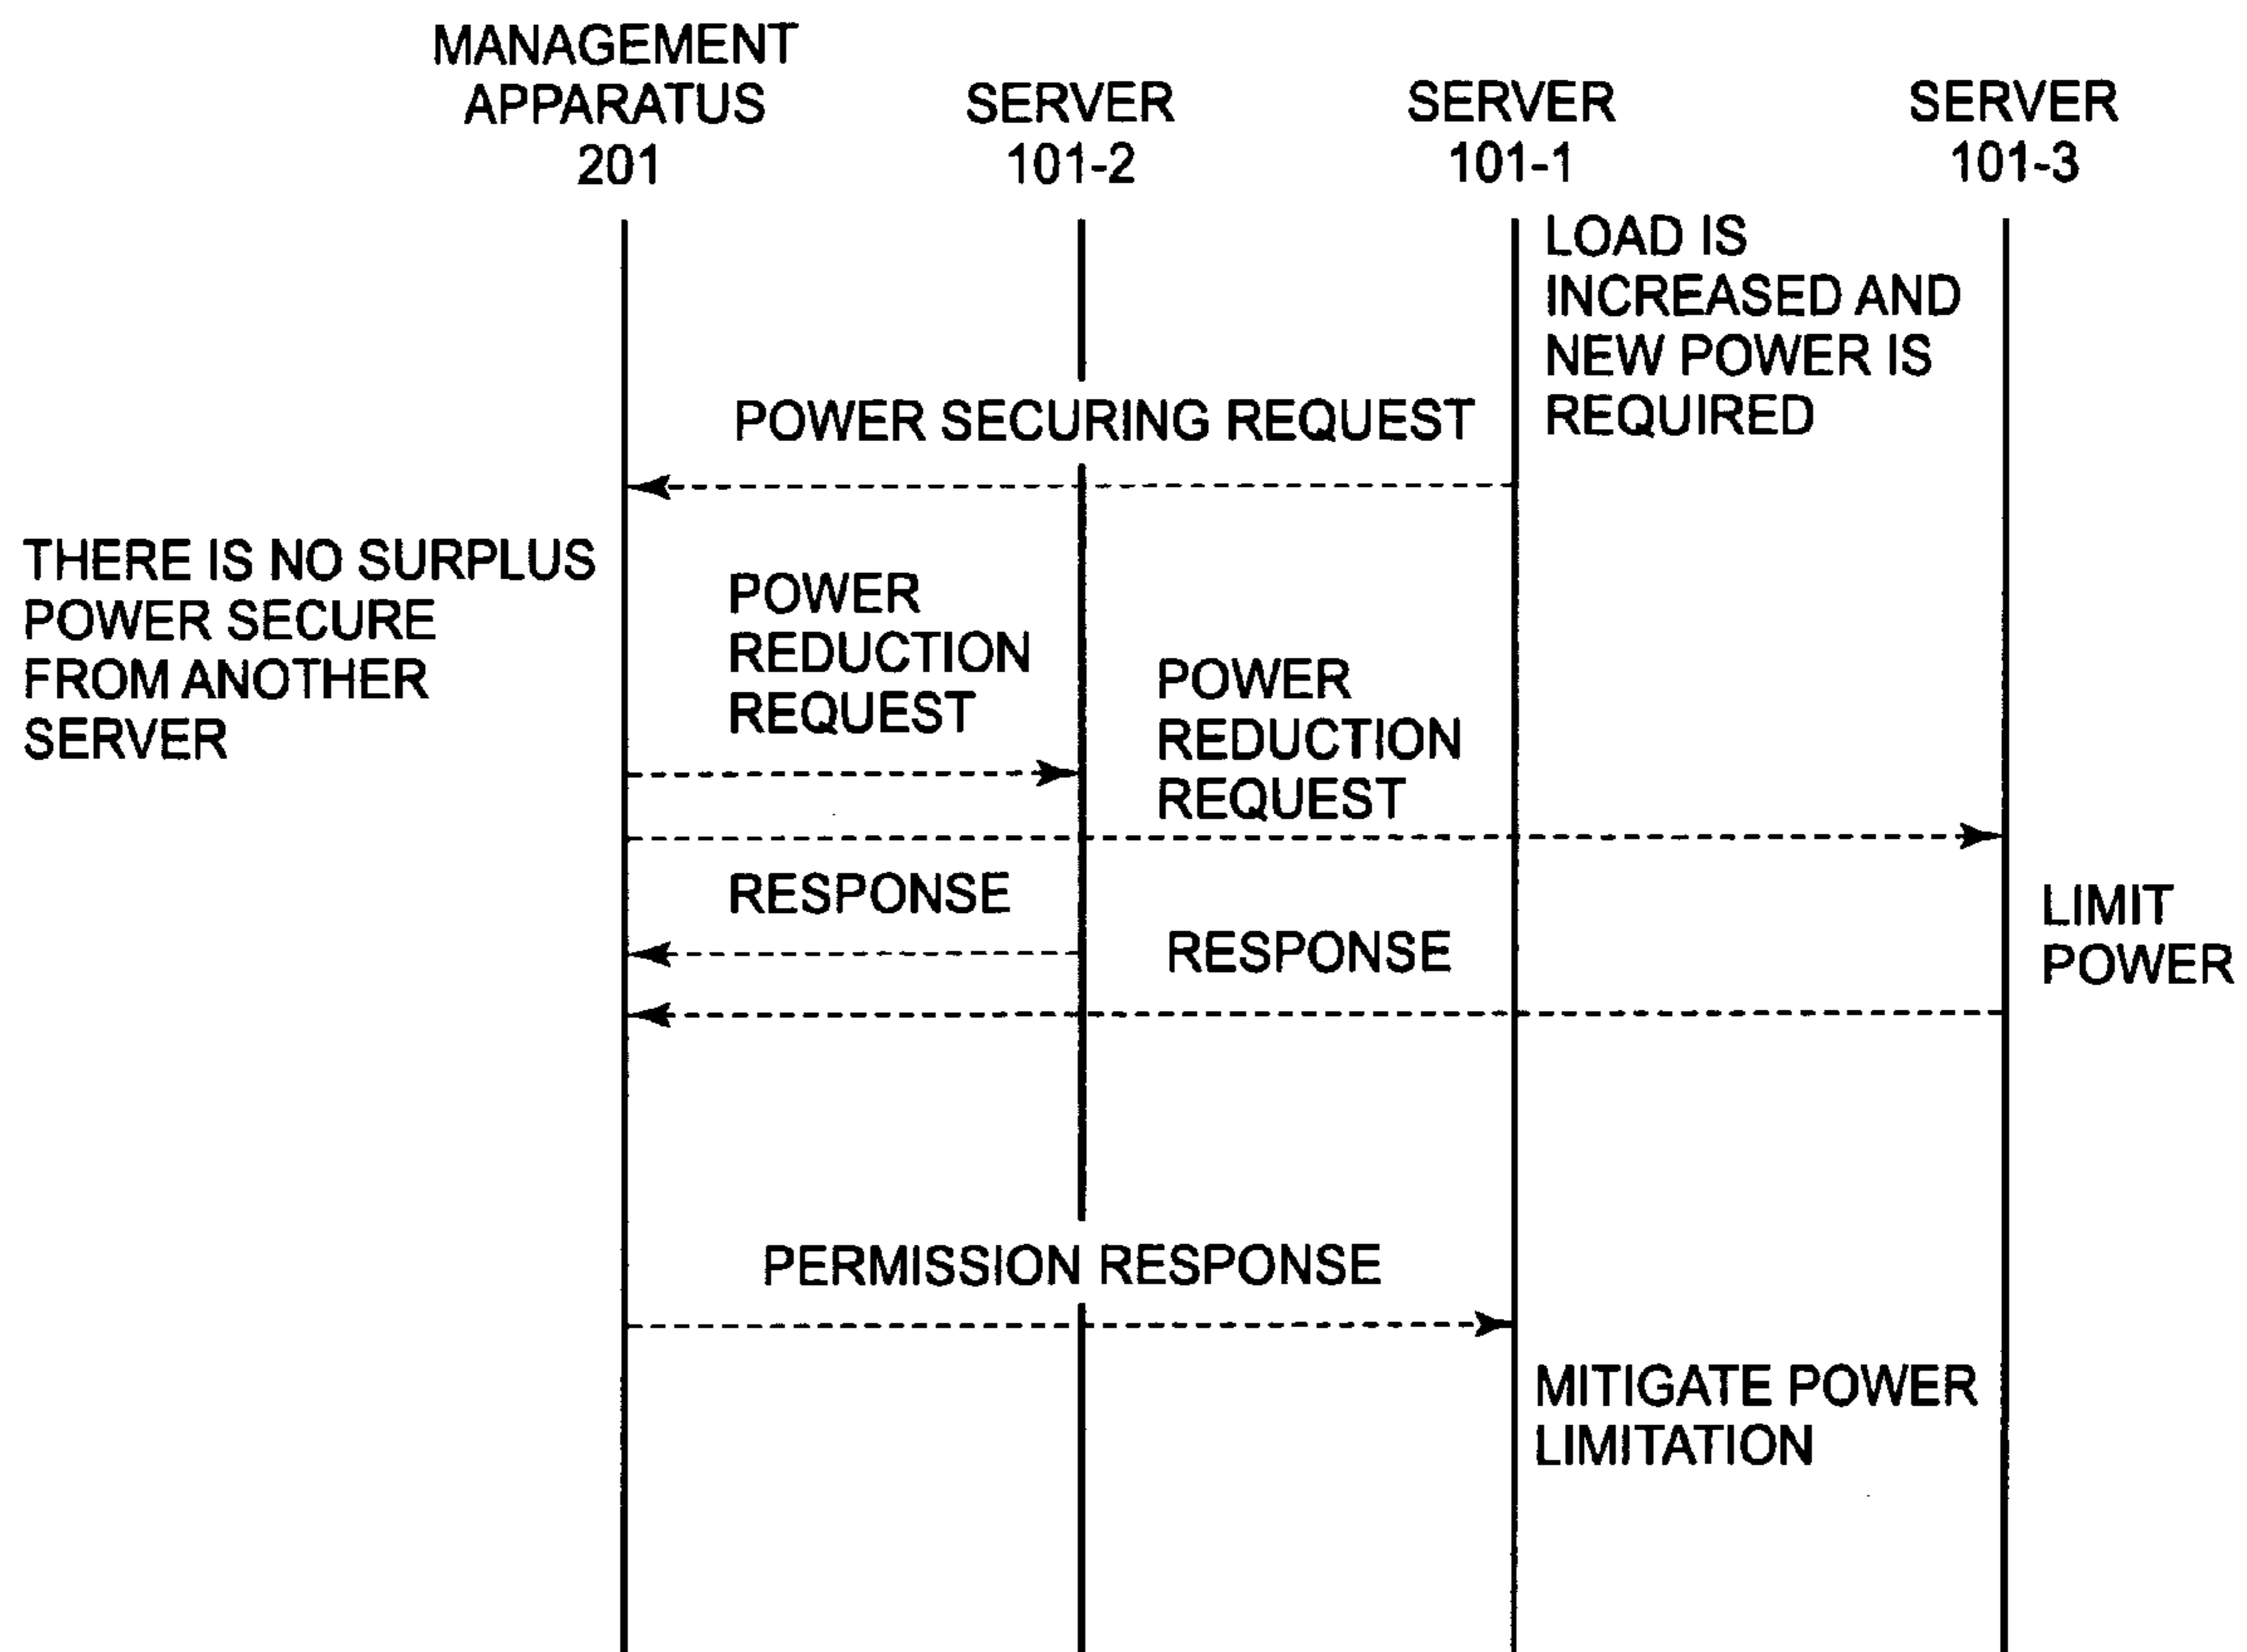 MANAGEMENT
APPARATUS
201
SERVER
101-2
SERVER
101-1
SERVER
101-3
LOAD IS
INCREASED AND
NEW POWER IS
REQUIRED
POWER SECURING REQUEST
THERE IS NO SURPLUS
POWER SECURE
FROM ANOTHER
SERVER
POWER
REDUCTION
REQUEST
POWER
REDUCTION
REQUEST
RESPONSE
RESPONSE
LIMIT
POWER
PERMISSION RESPONSE
MITIGATE POWER
LIMITATION